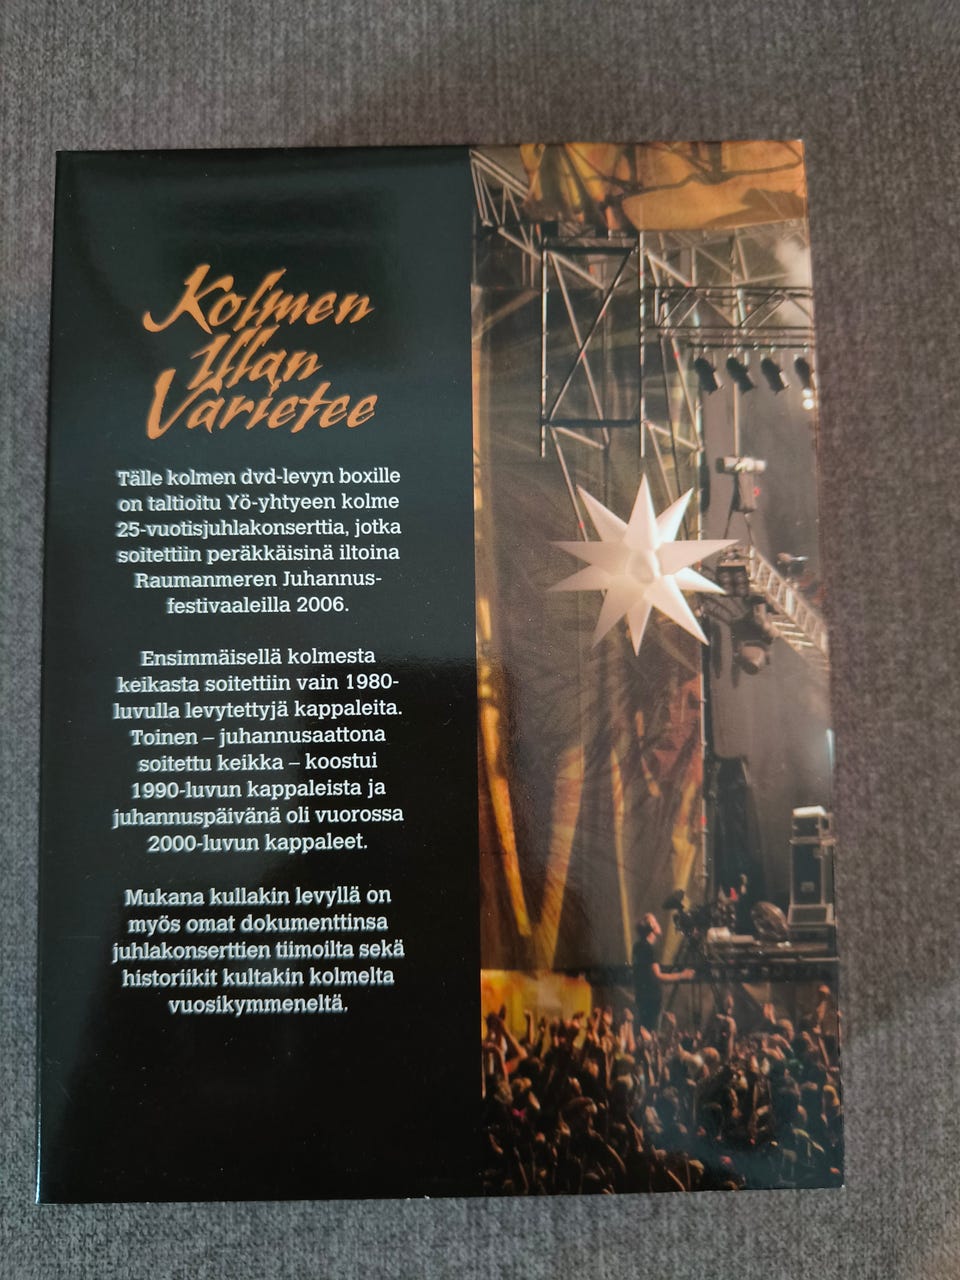 Kolmen
Illan
Varietee
Tälle kolmen dvd-levyn boxille
on taltioitu Yö-yhtyeen kolme
25-vuotisjuhlakonserttia, jotka
soitettiin peräkkäisinä iltoina
Raumanmeren Juhannus-
festivaaleilla 2006.
Ensimmäisellä kolmesta
keikasta soitettiin vain 1980-
luvulla levytettyjä kappaleita.
Toinen – juhannusaattona
soitettu keikka – koostui
1990-luvun kappaleista ja
juhannuspäivänä oli vuorossa
2000-luvun kappaleet.
Mukana kullakin levyllä on
myös omat dokumenttinsa
juhlakonserttien tiimoilta sekä
historiikit kultakin kolmelta
vuosikymmeneltä.